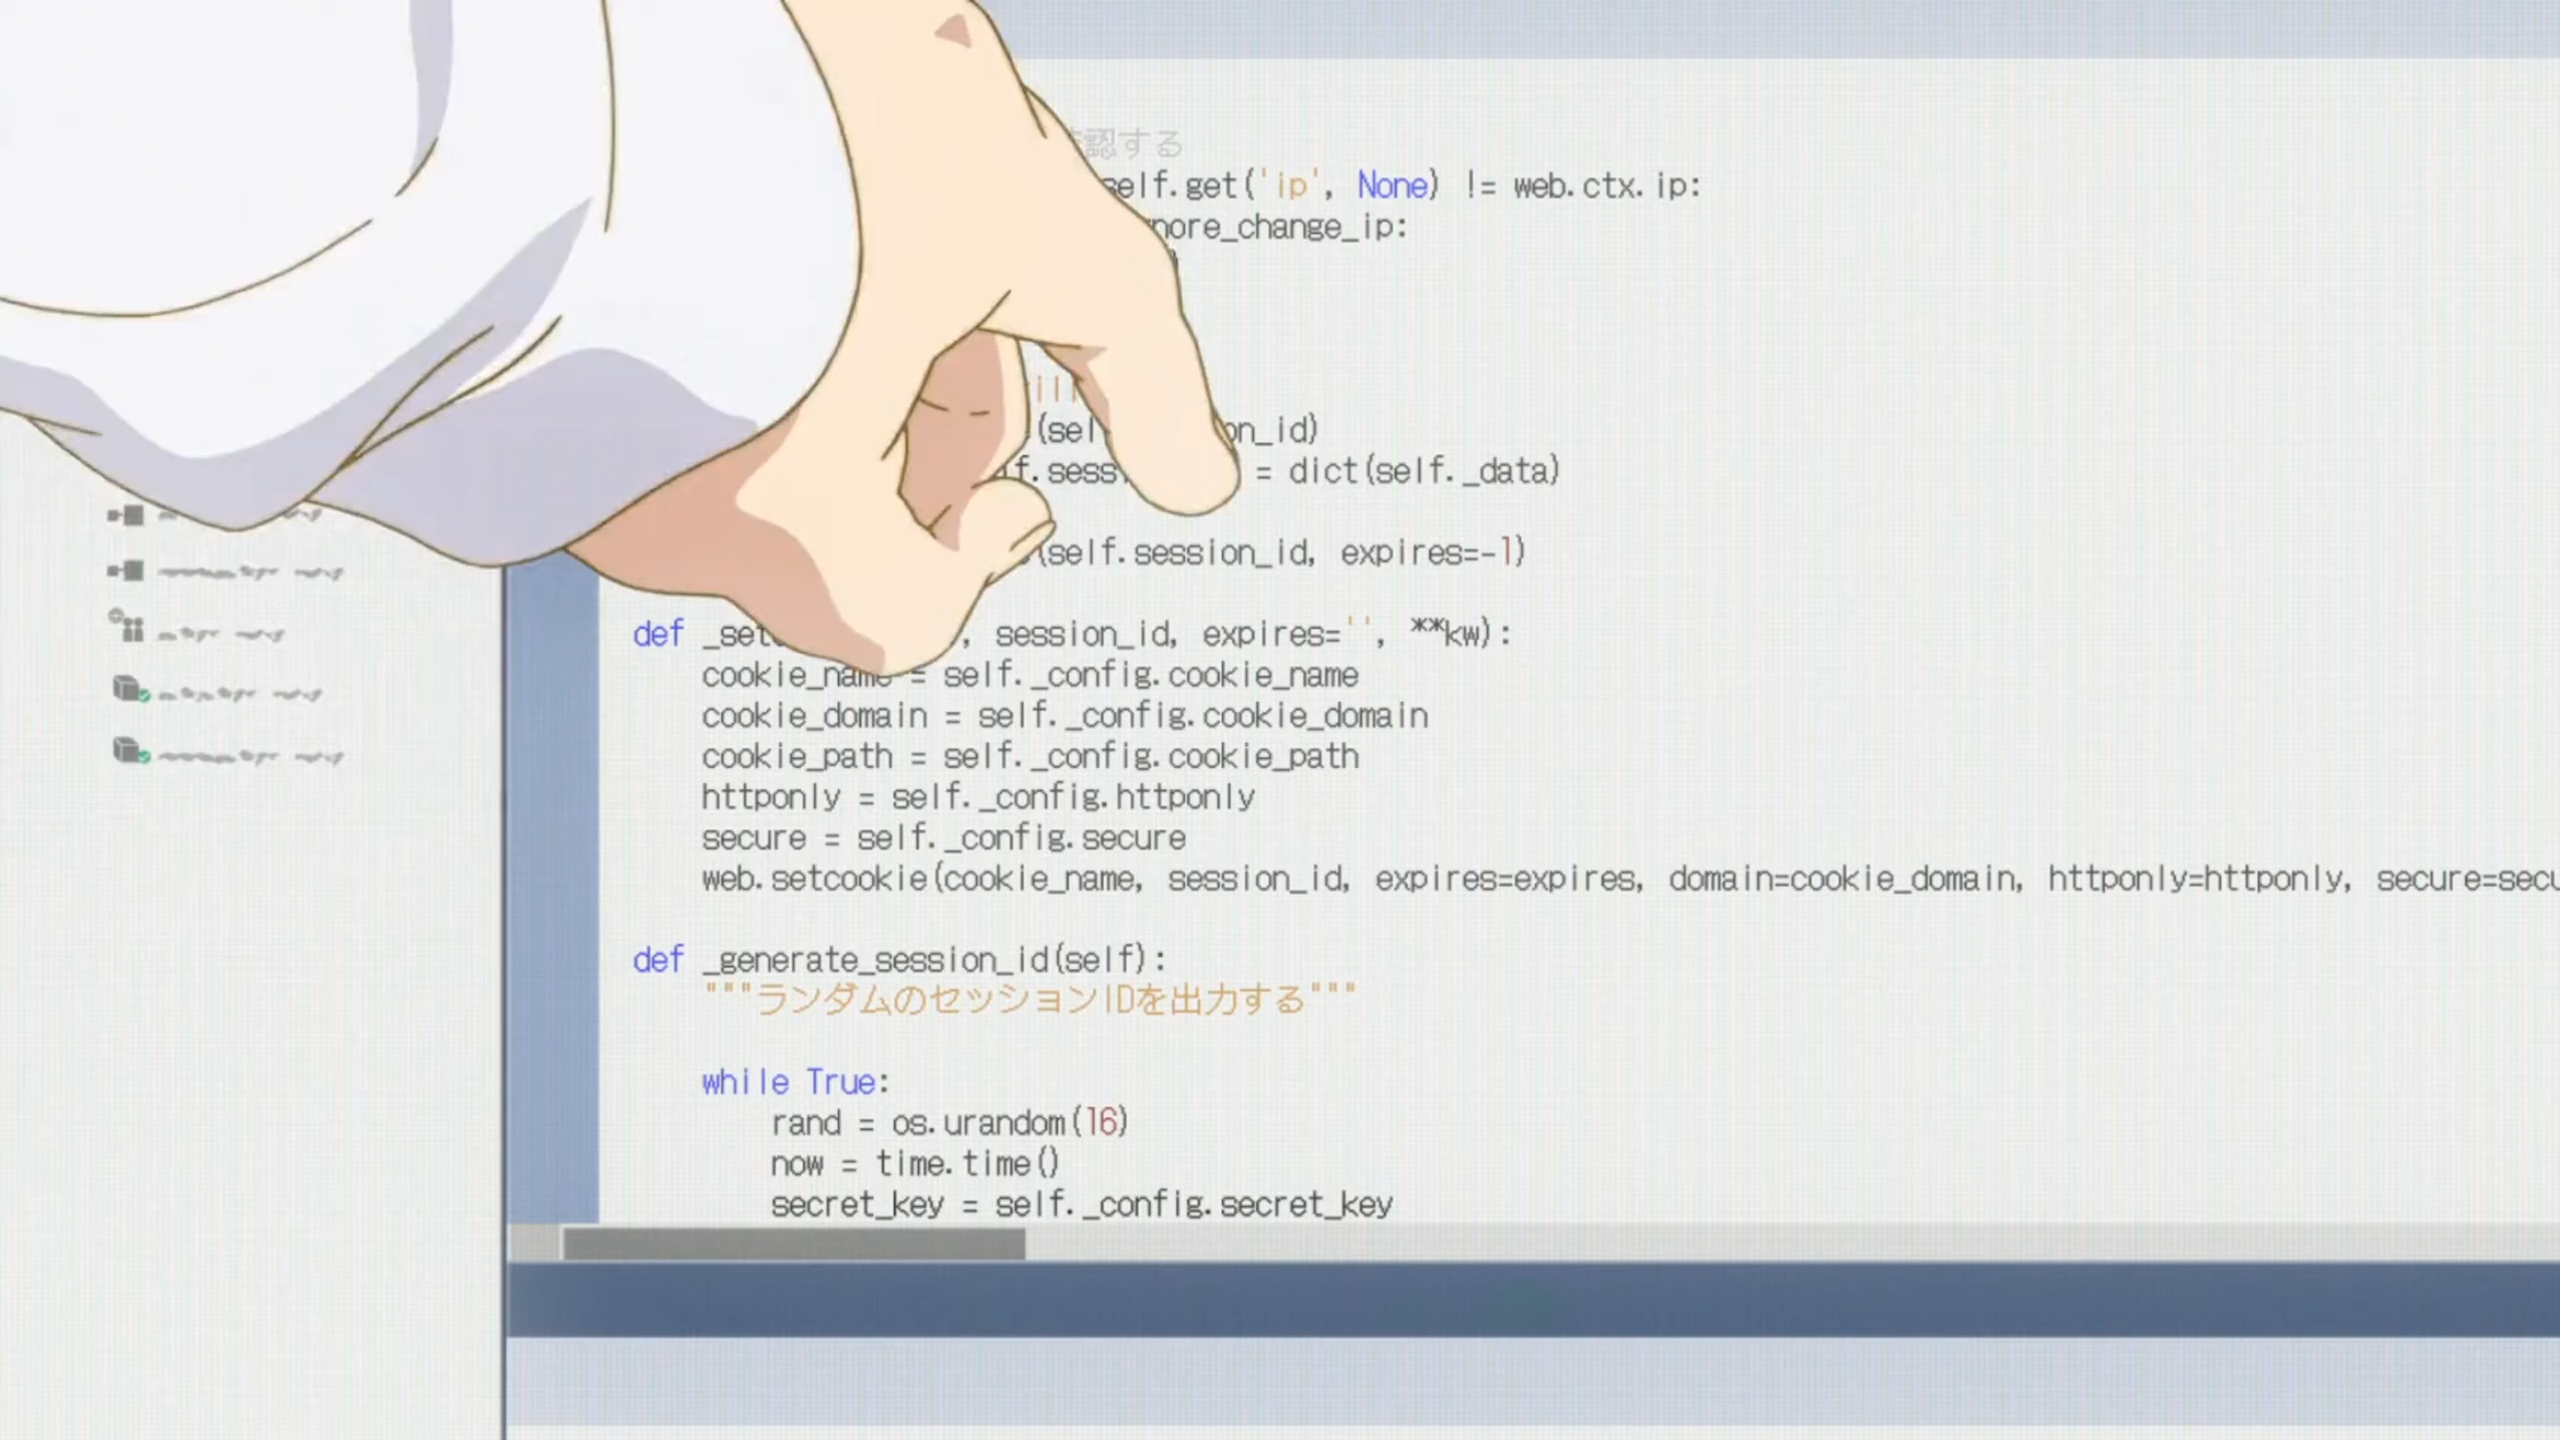 認する
self.get('ip', None) != web.ctx.ip:
nore_change_ip:
)
(sel on_id)
f.sess = dict(self._data)
(self.session_id, expires=-1)
def _set , session_id, expires='', **kw):
cookie_name = self._config.cookie_name
cookie_domain = self._config.cookie_domain
cookie_path = self._config.cookie_path
httponly = self._config.httponly
secure = self._config.secure
web.setcookie(cookie_name, session_id, expires=expires, domain=cookie_domain, httponly=httponly, secure=secu
def _generate_session_id(self):
"""ランダムのセッションIDを出力する"""
while True:
rand = os.urandom(16)
now = time.time()
secret_key = self._config.secret_key